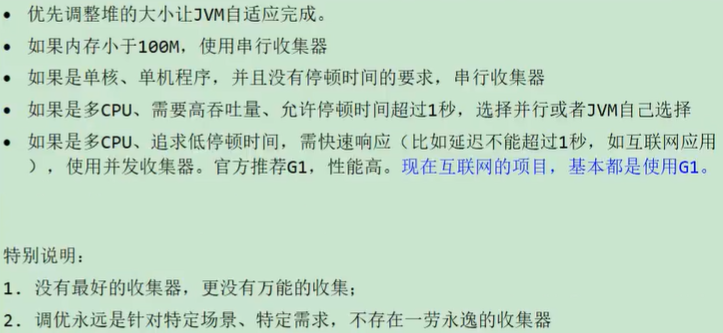 • 优先调整堆的大小让JVM自适应完成。
• 如果内存小于100M，使用串行收集器
• 如果是单核、单机程序，并且没有停顿时间的要求，串行收集器
• 如果是多CPU、需要高吞吐量、允许停顿时间超过1秒，选择并行或者JVM自己选择
• 如果是多CPU、追求低停顿时间，需快速响应（比如延迟不能超过1秒，如互联网应用
），使用并发收集器。官方推荐G1，性能高。现在互联网的项目，基本都是使用G1。
特别说明：
1. 没有最好的收集器，更没有万能的收集；
2. 调优永远是针对特定场景、特定需求，不存在一劳永逸的收集器